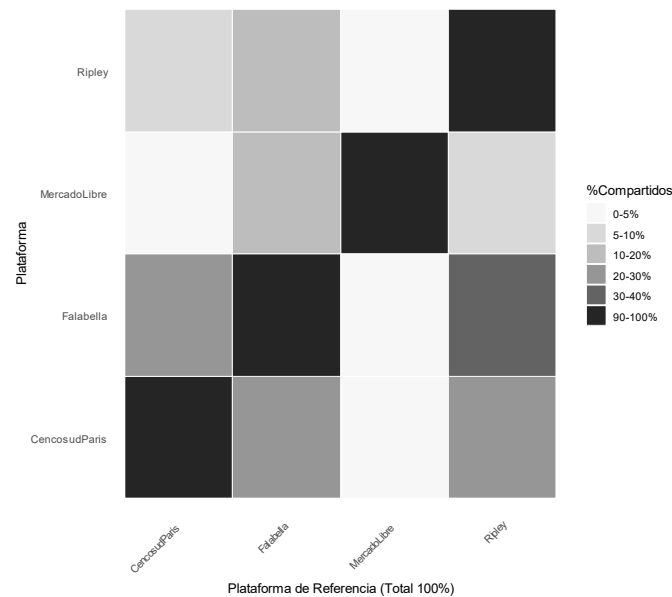 Ripley
MercadoLibre
Falabella
CencosudParis
Plataforma
CencosudParis
Falabella
MercadoLibre
Ripley
Plataforma de Referencia (Total 100%)
%Compartidos
0-5%
5-10%
10-20%
20-30%
30-40%
90-100%